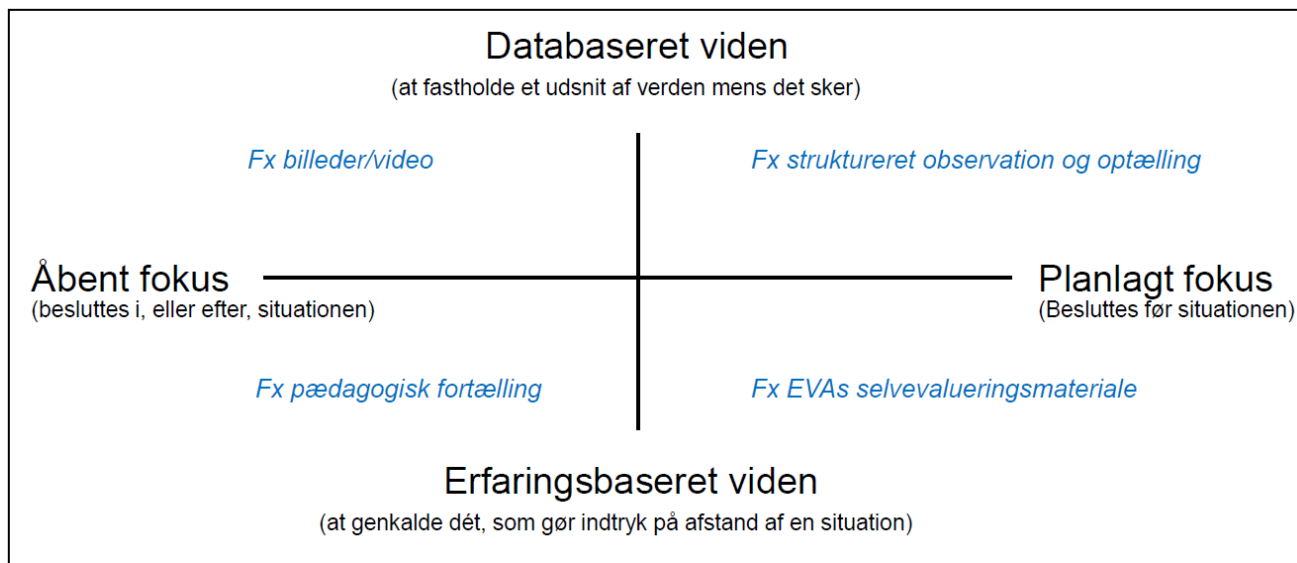 Databaseret viden
(at fastholde et udsnit af verden mens det sker)
Fx billeder/video
Fx struktureret observation og optælling
Åbent fokus
(besluttes i, eller efter, situationen)
Planlagt fokus
(Besluttes før situationen)
Fx pædagogisk fortælling
Fx EVAs selvevalueringsmateriale
Erfaringsbaseret viden
(at genkalde dét, som gør indtryk på afstand af en situation)